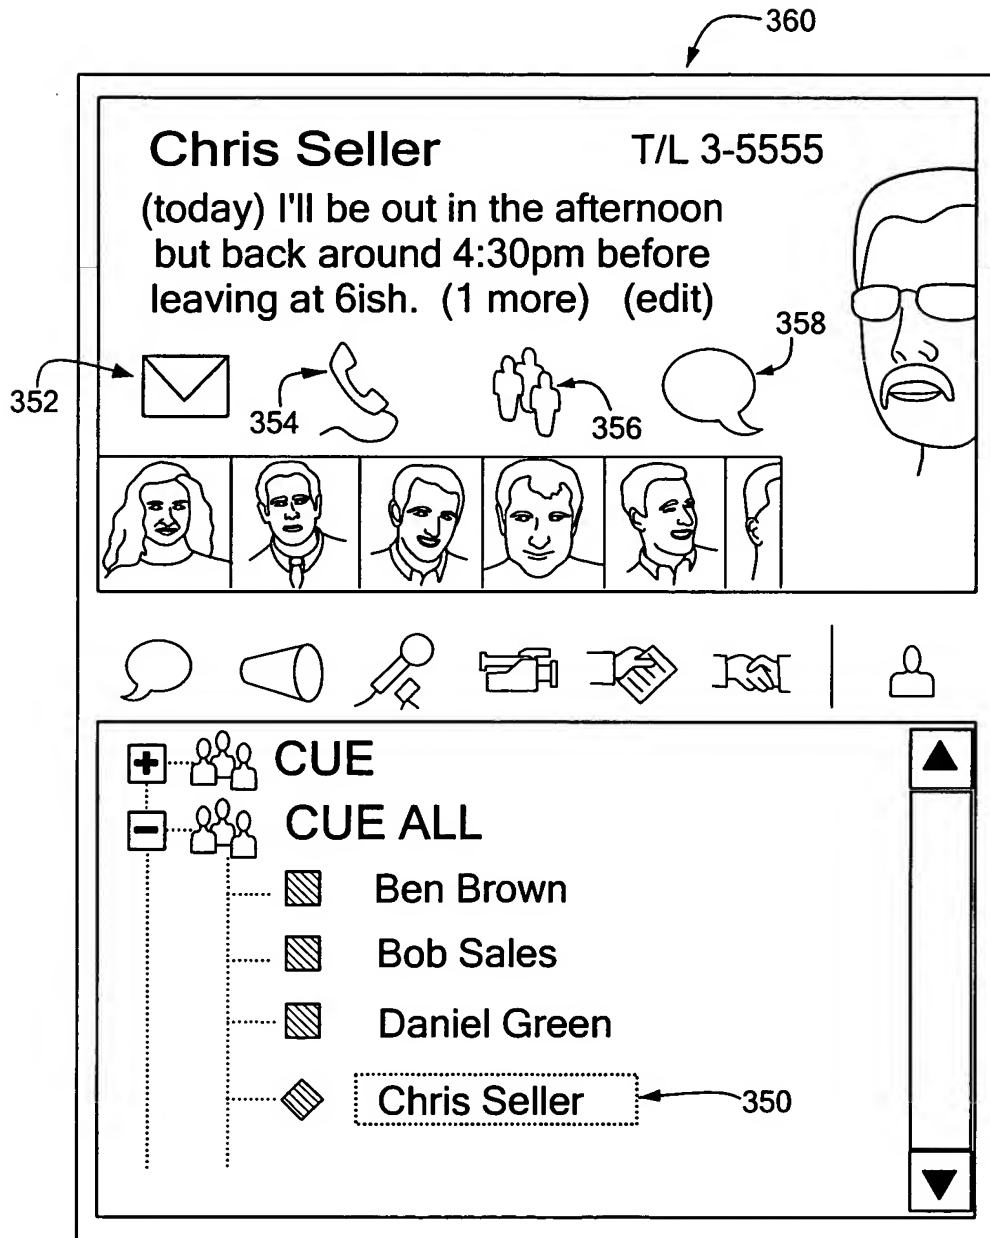 360
Chris Seller
T/L 3-5555
(today) I'll be out in the afternoon
but back around 4:30pm before
leaving at 6ish. (1 more) (edit)
358
352
354
356
CUE
CUE ALL
Ben Brown
Bob Sales
Daniel Green
Chris Seller
350